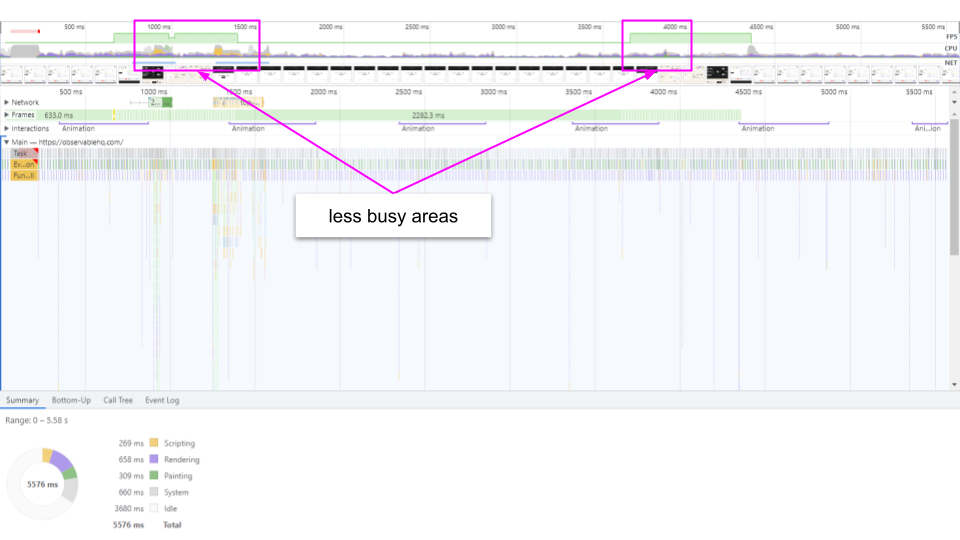 500 ms 1000 ms 1500 ms 2000 ms 2500 ms 3000 ms 3500 ms 4000 ms 4500 ms 5000 ms 5500 ms
FPS
CPU
NET
500 ms 1000 ms 1500 ms 2000 ms 2500 ms 3000 ms 3500 ms 4000 ms 4500 ms 5000 ms 5500 ms
Network 2...
Frames 633.0 ms 2282.3 ms
Interactions Animation Animation Animation Animation Animation Ani...ion
Main — https://observablehq.com/
Task
Ev...on
Fun...ll
less busy areas
Summary Bottom-Up Call Tree Event Log
Range: 0 – 5.58 s
269 ms Scripting
658 ms Rendering
309 ms Painting
660 ms System
3680 ms Idle
5576 ms Total
5576 ms